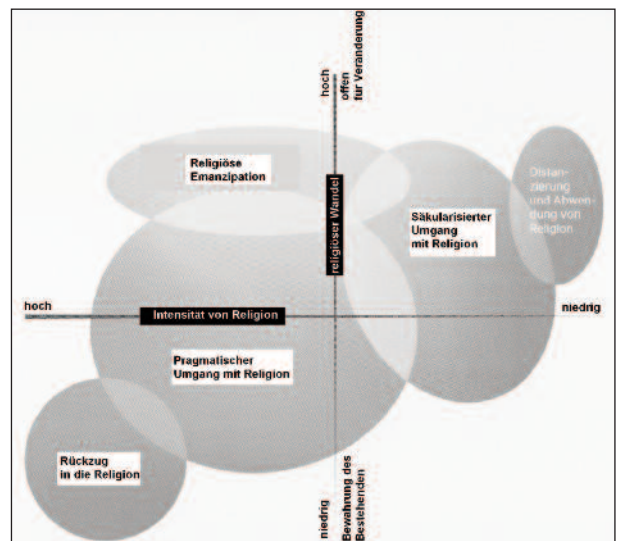 hoch
offen
für Veränderung
Religiöse
Emanzipation
religiöser Wandel
Säkularisierter
Umgang
mit Religion
Distan-
zierung
und Abwen-
dung von
Religion
hoch
Intensität von Religion
niedrig
Pragmatischer
Umgang mit Religion
Rückzug
in die Religion
niedrig
Bewahrung des
Bestehenden